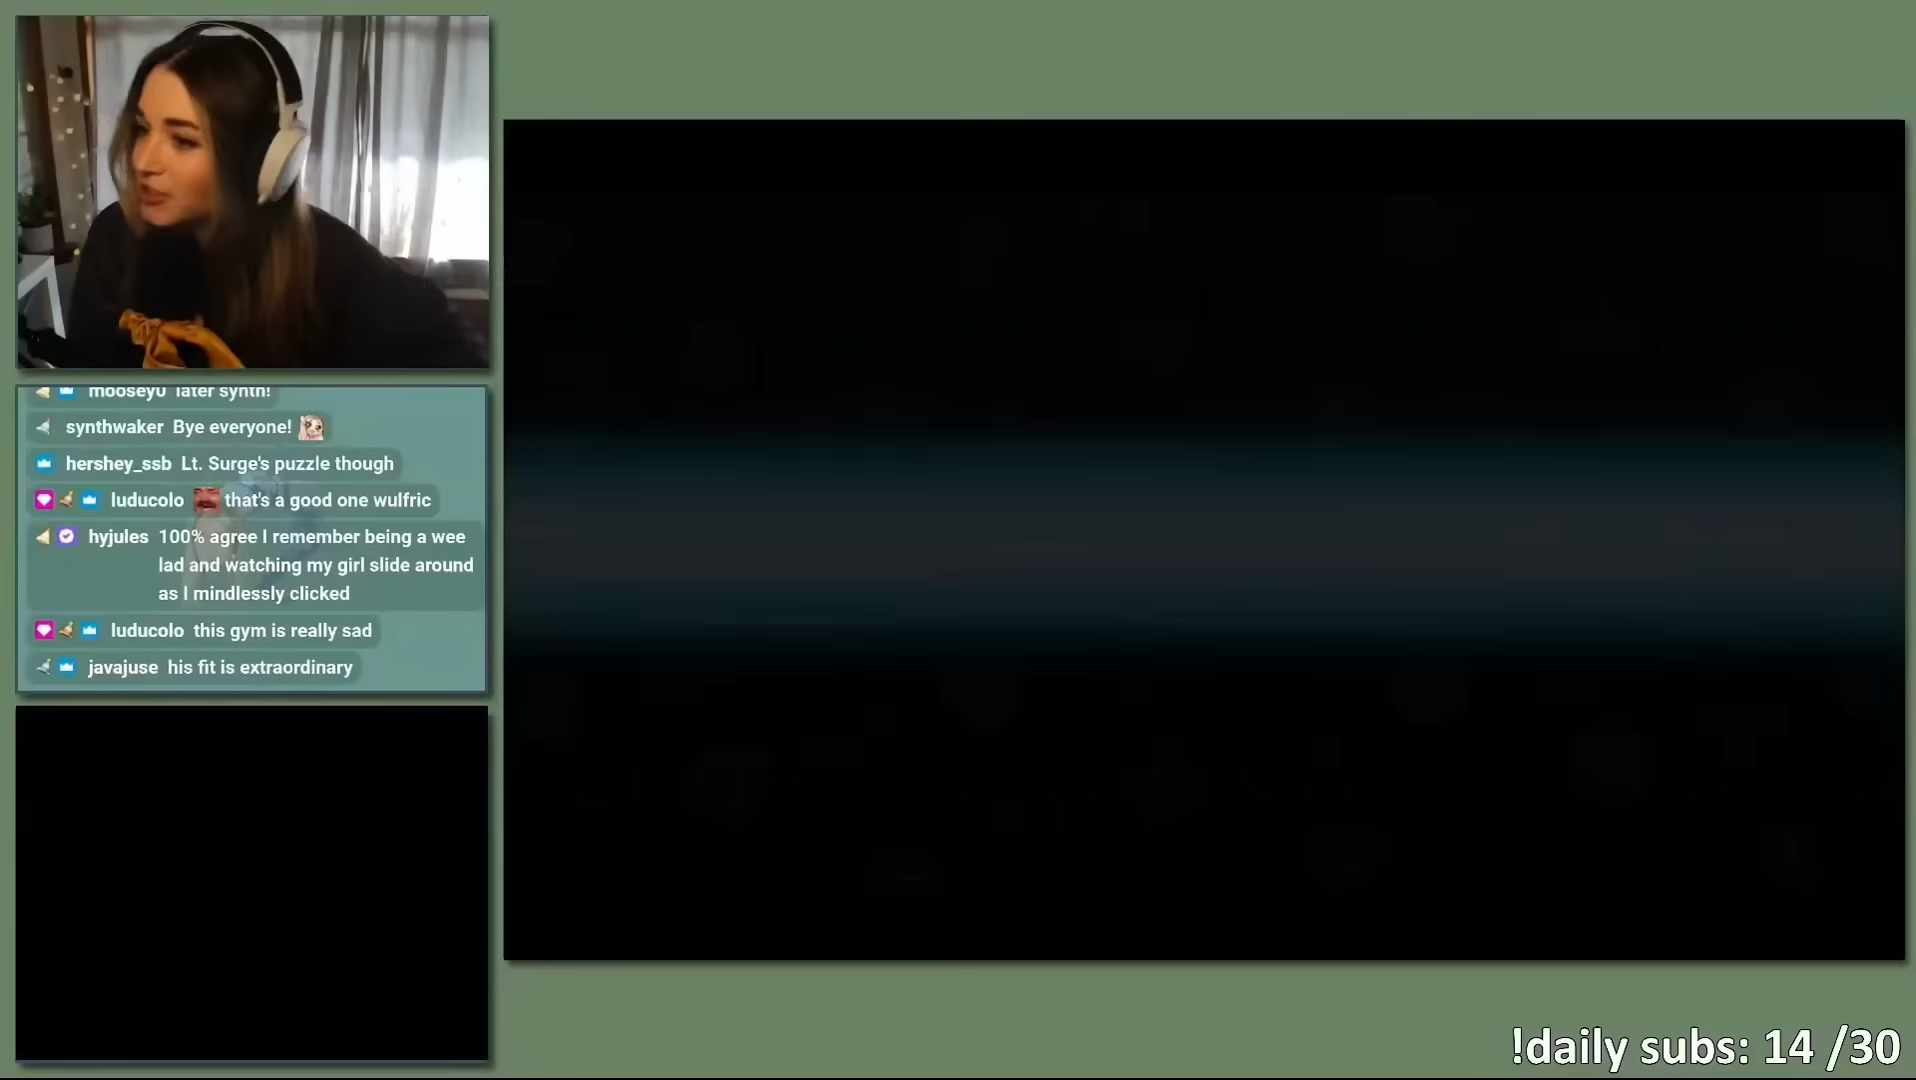 mooseyu later synth!
synthwaker Bye everyone!
hershey_ssb Lt. Surge's puzzle though
luducolo that's a good one wulfric
hyjules 100% agree I remember being a wee
lad and watching my girl slide around
as I mindlessly clicked
luducolo this gym is really sad
javajuse his fit is extraordinary
!daily subs: 14 /30